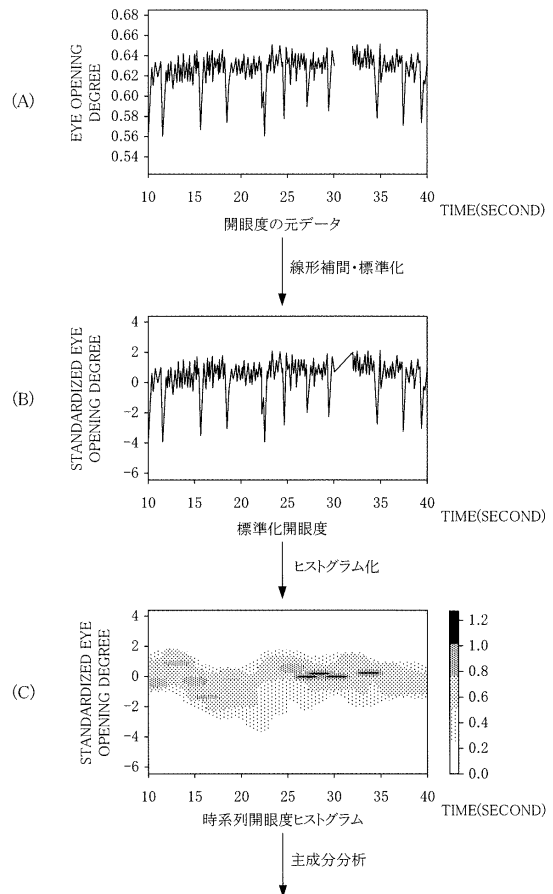 (A)
EYE OPENING
DEGREE
0.68
0.66
0.64
0.62
0.60
0.58
0.56
0.54
10 15 20 25 30 35 40
TIME(SECOND)
開眼度の元データ
線形補間・標準化
(B)
STANDARDIZED EYE
OPENING DEGREE
4
2
0
-2
-4
-6
10 15 20 25 30 35 40
TIME(SECOND)
標準化開眼度
ヒストグラム化
(C)
STANDARDIZED EYE
OPENING DEGREE
4
2
0
-2
-4
-6
10 15 20 25 30 35 40
1.2
1.0
0.8
0.6
0.4
0.2
0.0
TIME(SECOND)
時系列開眼度ヒストグラム
主成分分析